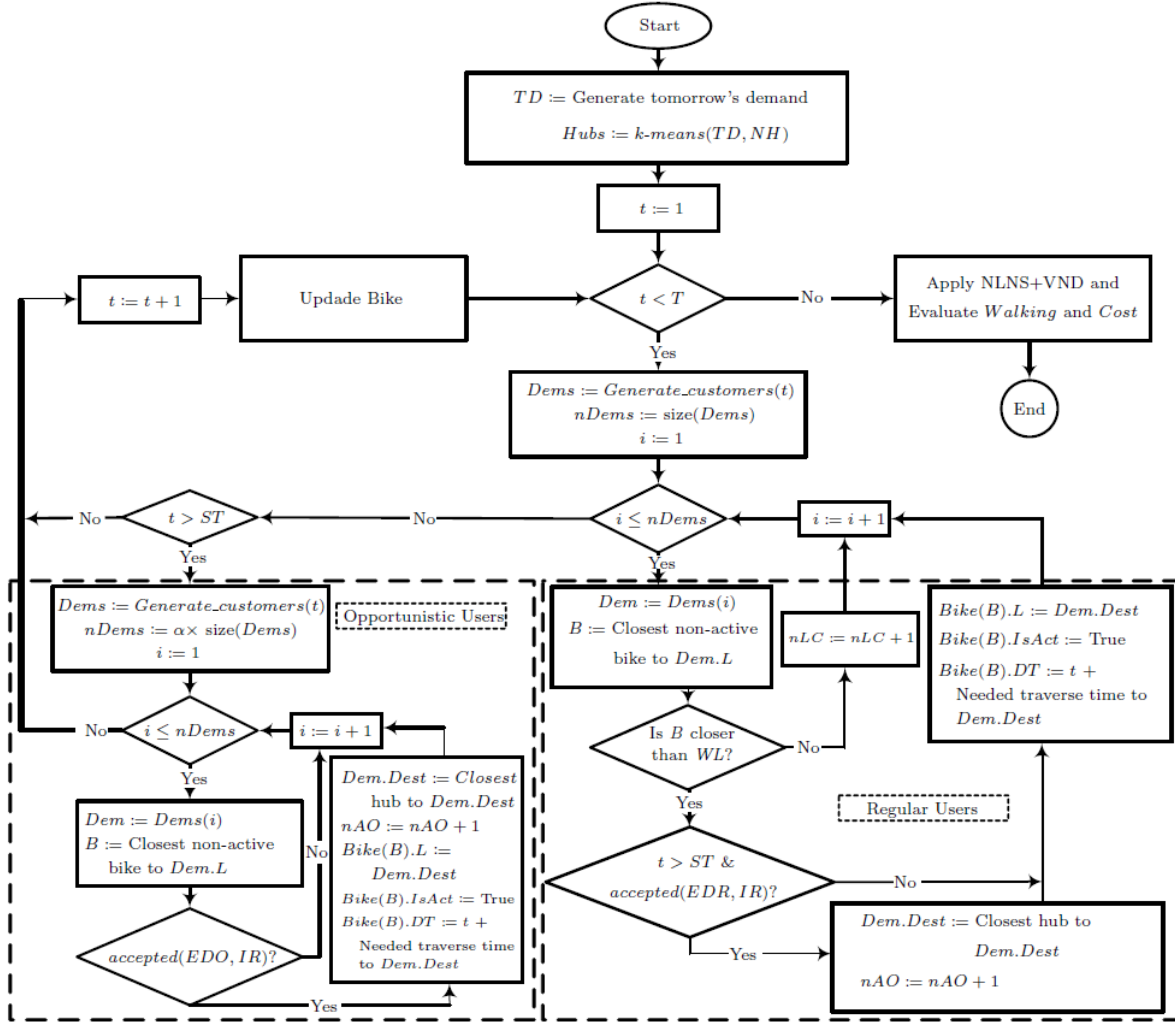 Start
TD := Generate tomorrow's demand
Hubs := k-means(TD, NH)
t := 1
t := t + 1
Updade Bike
t < T
No
Apply NLNS+VND and
Evaluate Walking and Cost
Yes
End
Dems := Generate_customers(t)
nDems := size(Dems)
i := 1
No
t > ST
No
i ≤ nDems
i := i + 1
Yes
Yes
Dems := Generate_customers(t)
nDems := α× size(Dems)
i := 1
Opportunistic Users
Dem := Dems(i)
B := Closest non-active
bike to Dem.L
nLC := nLC + 1
Bike(B).L := Dem.Dest
Bike(B).IsAct := True
Bike(B).DT := t +
Needed traverse time to
Dem.Dest
No
i ≤ nDems
i := i + 1
Is B closer
than WL?
No
Yes
Dem := Dems(i)
B := Closest non-active
bike to Dem.L
No
Dem.Dest := Closest
hub to Dem.Dest
nAO := nAO + 1
Bike(B).L :=
Dem.Dest
Bike(B).IsAct := True
Bike(B).DT := t +
Needed traverse time
to Dem.Dest
Yes
Regular Users
t > ST &
accepted(EDR, IR)?
No
accepted(EDO, IR)?
Yes
Yes
Dem.Dest := Closest hub to
Dem.Dest
nAO := nAO + 1